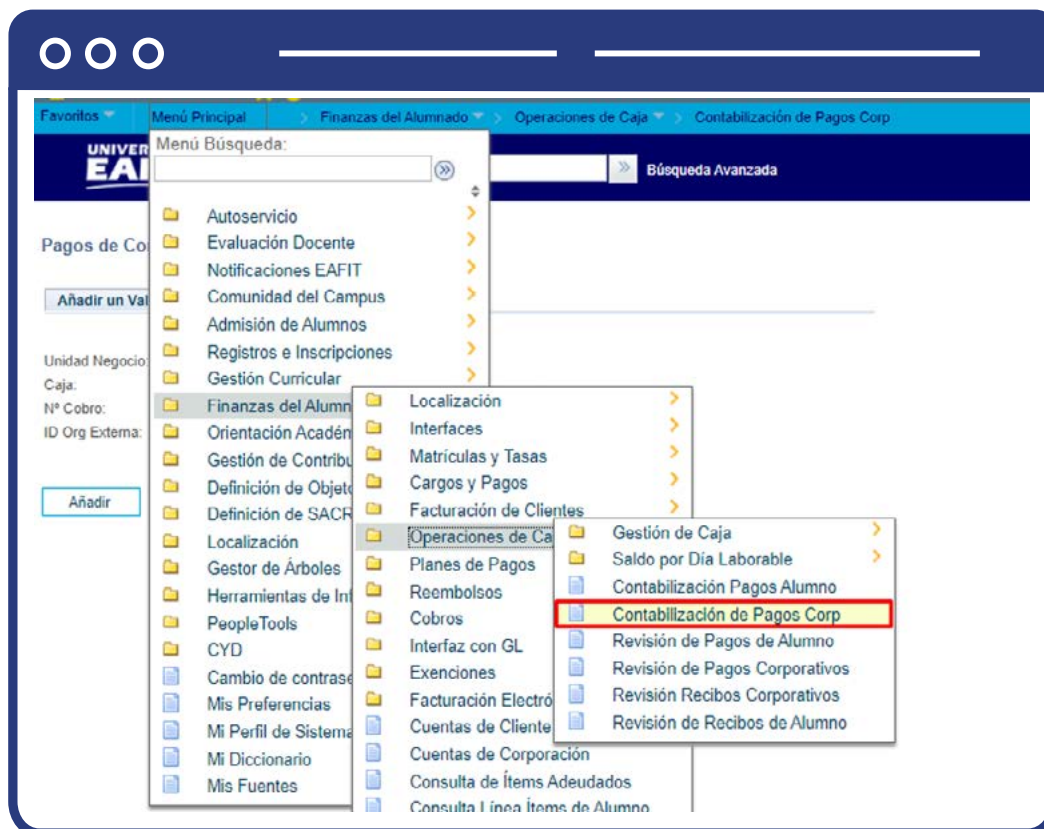 Favoritos Menú Principal Finanzas del Alumnado Operaciones de Caja Contabilización de Pagos Corp
Menú Búsqueda:
Búsqueda Avanzada
Autoservicio
Evaluación Docente
Notificaciones EAFIT
Comunidad del Campus
Admisión de Alumnos
Registros e Inscripciones
Gestión Curricular
Finanzas del Alumn
Orientación Académ
Gestión de Contribu
Definición de Objeto
Definición de SACR
Localización
Gestor de Árboles
Herramientas de Inf
PeopleTools
CYD
Cambio de contrase
Mis Preferencias
Mi Perfil de Sistema
Mi Diccionario
Mis Fuentes
Localización
Interfaces
Matrículas y Tasas
Cargos y Pagos
Facturación de Clientes
Operaciones de Ca
Planes de Pagos
Reembolsos
Cobros
Interfaz con GL
Exenciones
Facturación Electró
Cuentas de Cliente
Cuentas de Corporación
Consulta de Ítems Adeudados
Consulta Línea Ítems de Alumno
Gestión de Caja
Saldo por Día Laborable
Contabilización Pagos Alumno
Contabilización de Pagos Corp
Revisión de Pagos de Alumno
Revisión de Pagos Corporativos
Revisión Recibos Corporativos
Revisión de Recibos de Alumno
UNIVER
EAI
Pagos de Co
Añadir un Val
Unidad Negocio:
Caja:
Nº Cobro:
ID Org Externa:
Añadir